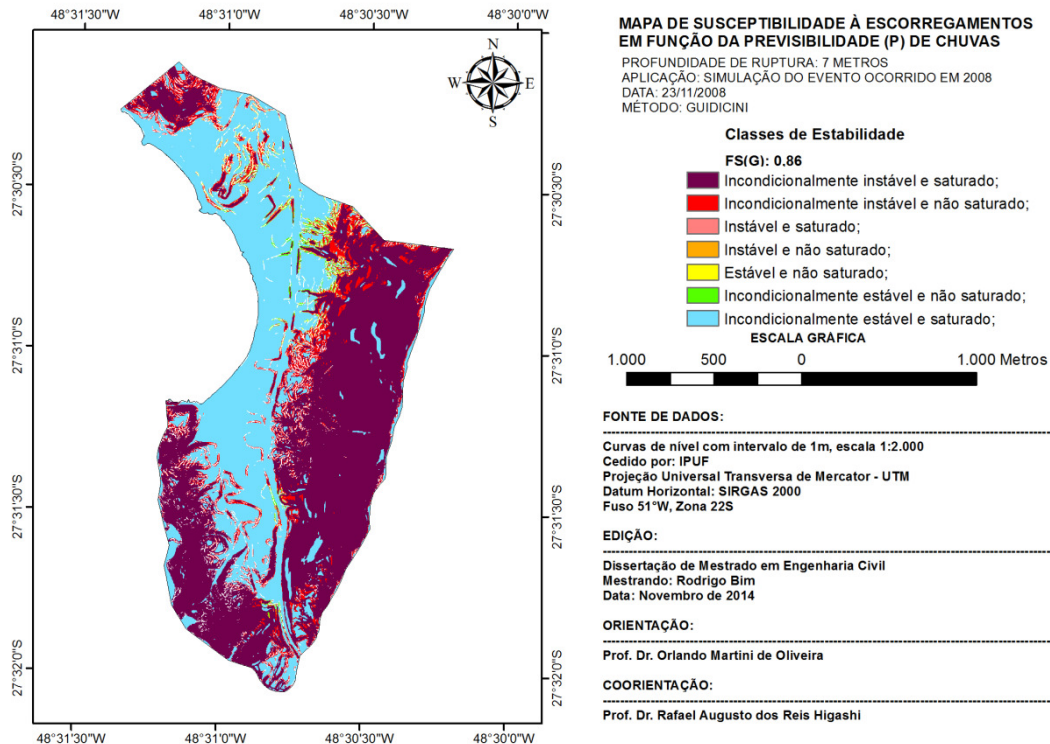 48°31'30"W
48°31'0"W
48°30'30"W
48°30'0"W
N
W
E
S
27°30'30"S
27°31'0"S
27°31'30"S
27°32'0"S
27°30'30"S
27°31'0"S
27°31'30"S
27°32'0"S
48°31'30"W
48°31'0"W
48°30'30"W
48°30'0"W
MAPA DE SUSCEPTIBILIDADE À ESCORREGAMENTOS
EM FUNÇÃO DA PREVISIBILIDADE (P) DE CHUVAS
PROFUNDIDADE DE RUPTURA: 7 METROS
APLICAÇÃO: SIMULAÇÃO DO EVENTO OCORRIDO EM 2008
DATA: 23/11/2008
MÉTODO: GUIDICINI
Classes de Estabilidade
FS(G): 0.86
Incondicionalmente instável e saturado;
Incondicionalmente instável e não saturado;
Instável e saturado;
Instável e não saturado;
Estável e não saturado;
Incondicionalmente estável e não saturado;
Incondicionalmente estável e saturado;
ESCALA GRÁFICA
1.000 500 0 1.000 Metros
FONTE DE DADOS:
Curvas de nível com intervalo de 1m, escala 1:2.000
Cedido por: IPUF
Projeção Universal Transversa de Mercator - UTM
Datum Horizontal: SIRGAS 2000
Fuso 51°W, Zona 22S
EDIÇÃO:
Dissertação de Mestrado em Engenharia Civil
Mestrando: Rodrigo Bim
Data: Novembro de 2014
ORIENTAÇÃO:
Prof. Dr. Orlando Martini de Oliveira
COORIENTAÇÃO:
Prof. Dr. Rafael Augusto dos Reis Higashi